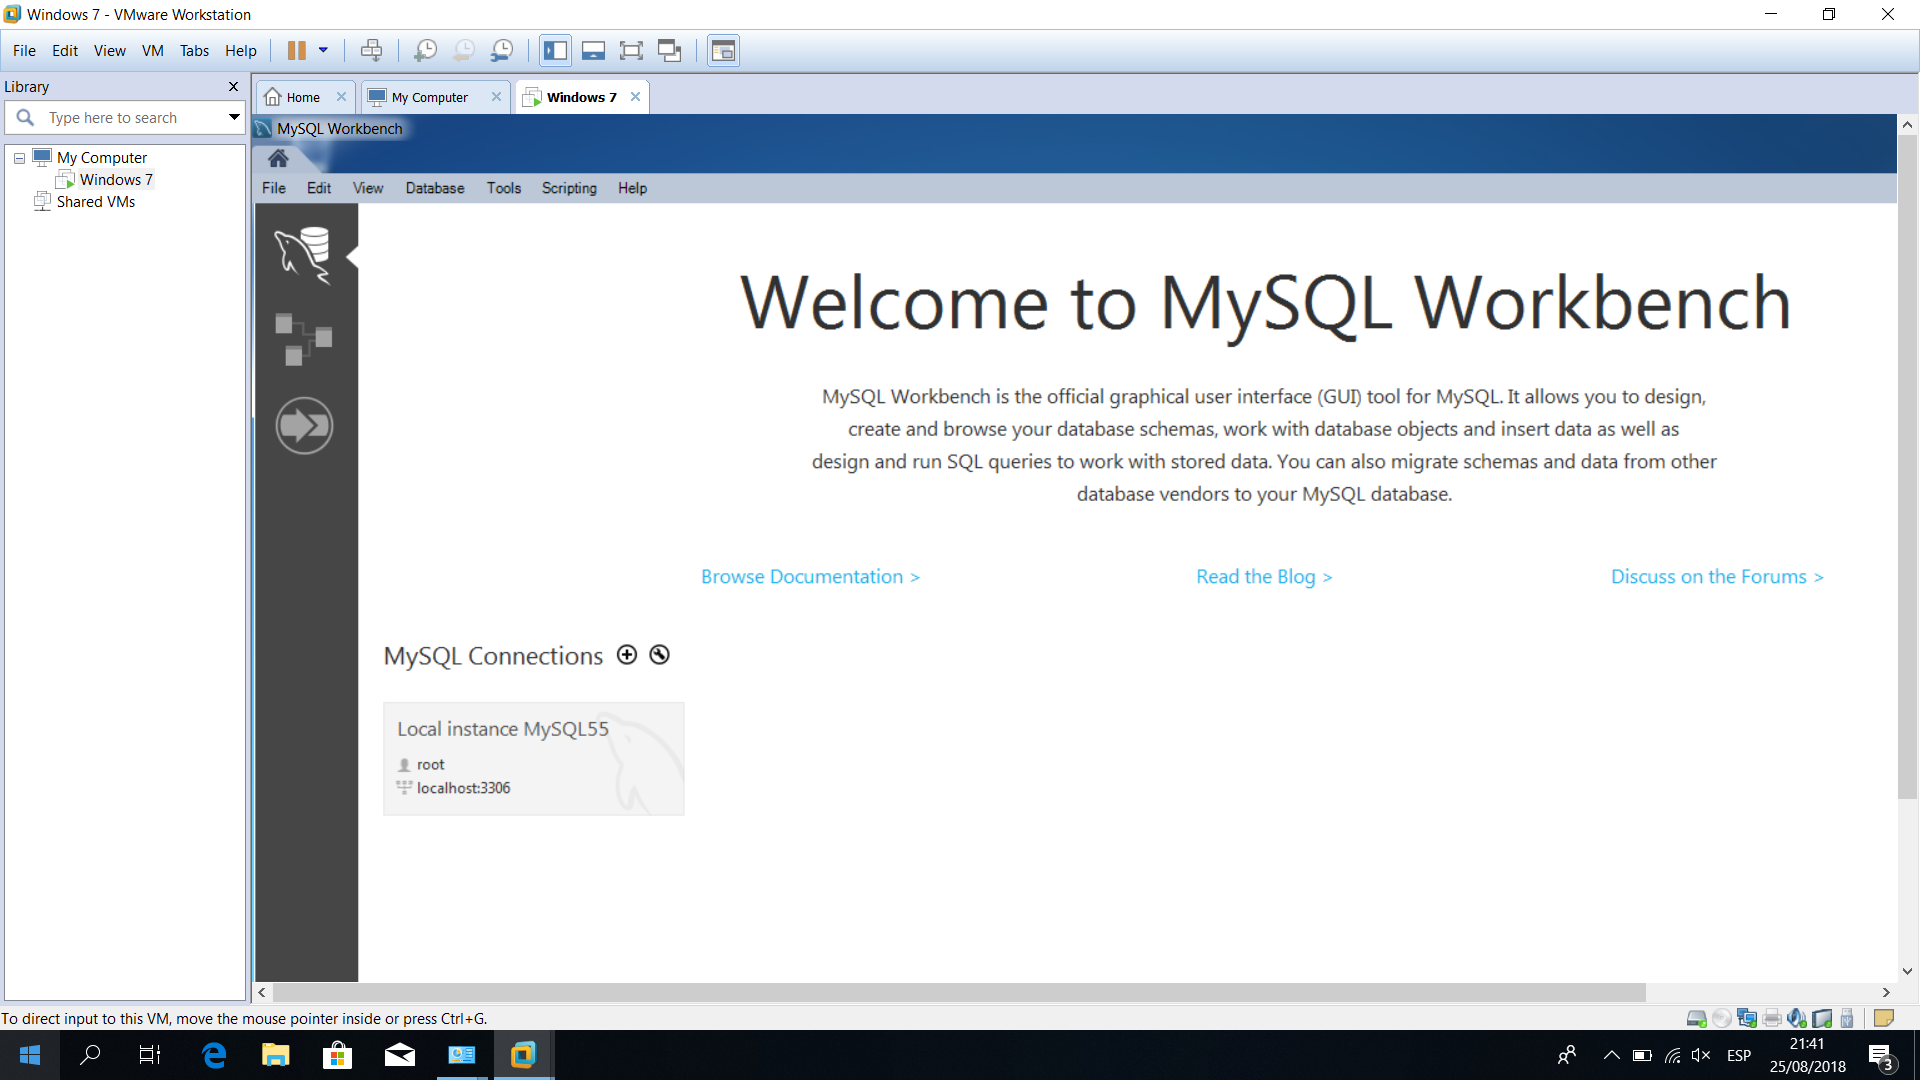 Windows 7 - VMware Workstation
File Edit View VM Tabs Help
Library
Type here to search
My Computer
Windows 7
Shared VMs
Home
My Computer
Windows 7
MySQL Workbench
File Edit View Database Tools Scripting Help
Welcome to MySQL Workbench
MySQL Workbench is the official graphical user interface (GUI) tool for MySQL. It allows you to design,
create and browse your database schemas, work with database objects and insert data as well as
design and run SQL queries to work with stored data. You can also migrate schemas and data from other
database vendors to your MySQL database.
Browse Documentation >
Read the Blog >
Discuss on the Forums >
MySQL Connections
Local instance MySQL55
root
localhost:3306
To direct input to this VM, move the mouse pointer inside or press Ctrl+G.
ESP
21:41
25/08/2018
3